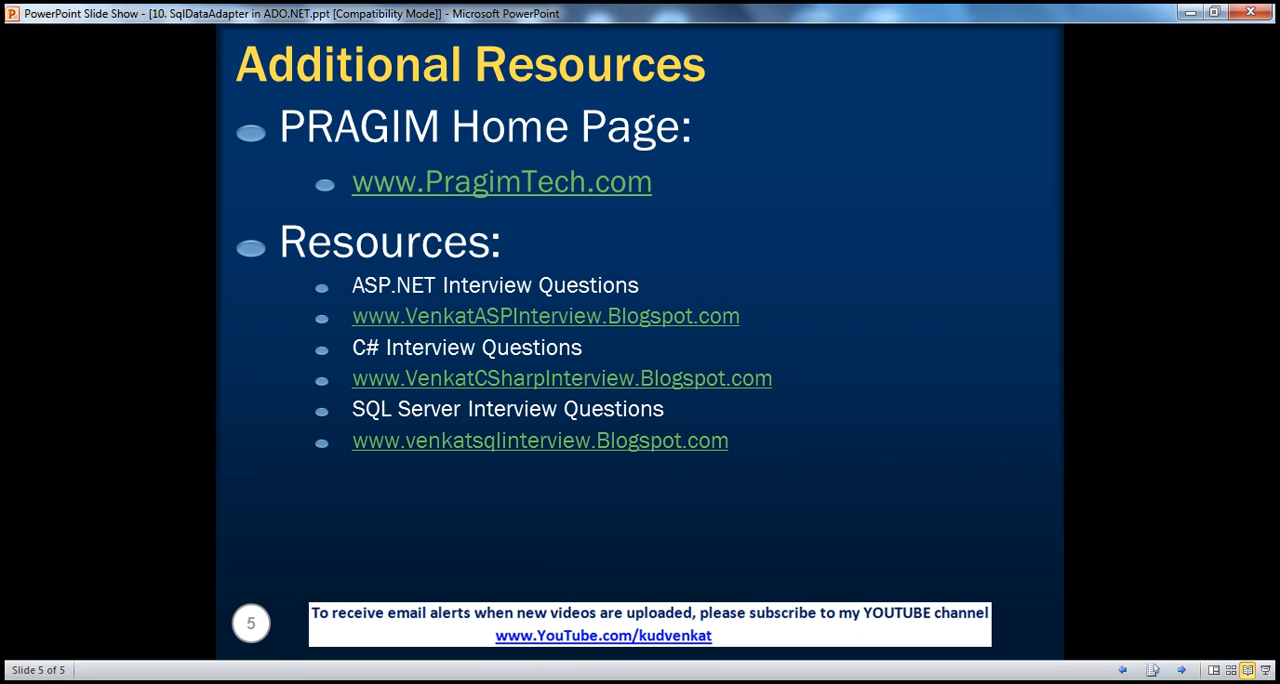 PowerPoint Slide Show - [10. SqlDataAdapter in ADO.NET.ppt [Compatibility Mode]] - Microsoft PowerPoint
Additional Resources
PRAGIM Home Page:
www.PragimTech.com
Resources:
ASP.NET Interview Questions
www.VenkatASPInterview.Blogspot.com
C# Interview Questions
www.VenkatCSharpInterview.Blogspot.com
SQL Server Interview Questions
www.venkatsqlinterview.Blogspot.com
5
To receive email alerts when new videos are uploaded, please subscribe to my YOUTUBE channel
www.YouTube.com/kudvenkat
Slide 5 of 5